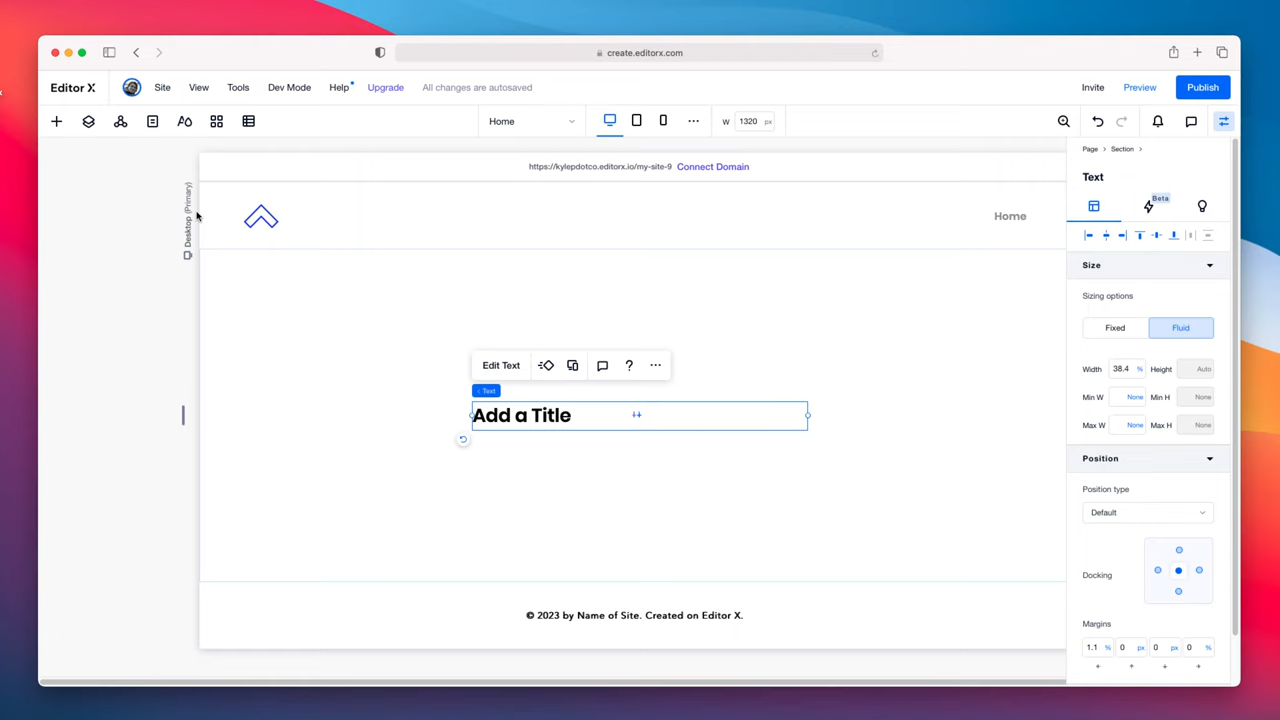 create.editorx.com
Editor X Site View Tools Dev Mode Help Upgrade All changes are autosaved Invite Preview Publish
Home W 1320 px
https://kylepdotco.editorx.io/my-site-9 Connect Domain
Desktop (Primary)
Home
Edit Text ?
Text
Add a Title
© 2023 by Name of Site. Created on Editor X.
Page > Section >
Text
Beta
Size
Sizing options
Fixed Fluid
Width 38.4 % Height Auto
Min W None Min H None
Max W None Max H None
Position
Position type
Default
Docking
Margins
1.1 % 0 px 0 px 0 %